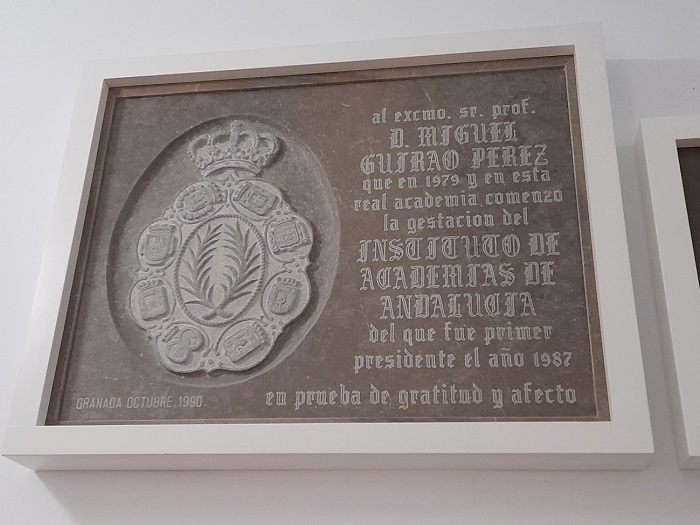 al excmo. sr. prof.
D. MIGUEL
GUIRAO PEREZ
que en 1979 y en esta
real academia, comenzo
la gestacion del
INSTITUTO DE
ACADEMIAS DE
ANDALUCIA
del que fue primer
presidente el año 1987
en prueba de gratitud y afecto
GRANADA OCTUBRE, 1990.